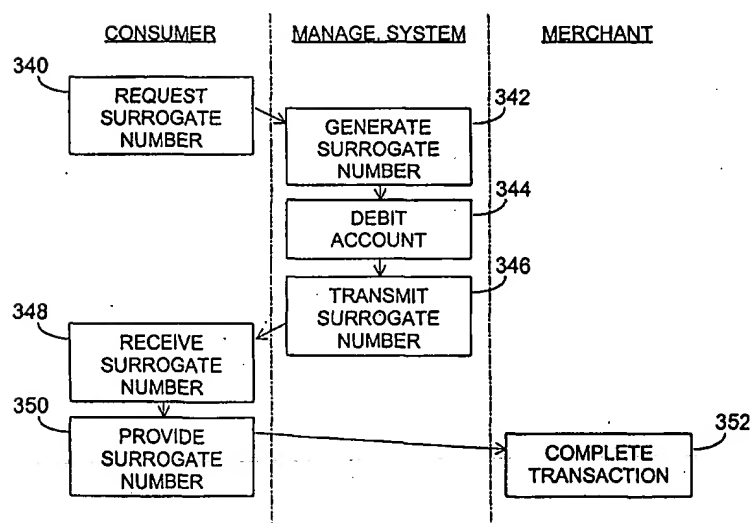 CONSUMER
MANAGE. SYSTEM
MERCHANT
340
REQUEST
SURROGATE
NUMBER
342
GENERATE
SURROGATE
NUMBER
344
DEBIT
ACCOUNT
346
TRANSMIT
SURROGATE
NUMBER
348
RECEIVE
SURROGATE
NUMBER
350
PROVIDE
SURROGATE
NUMBER
352
COMPLETE
TRANSACTION